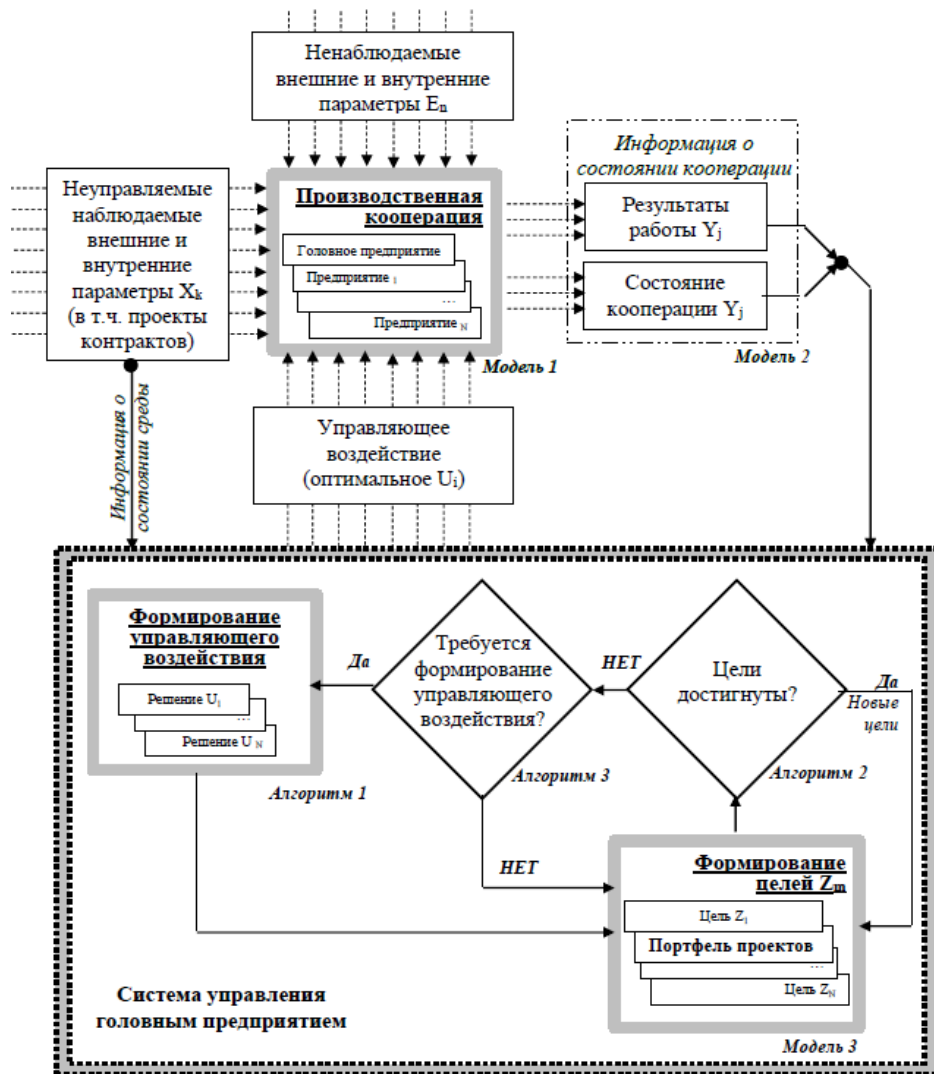 Ненаблюдаемые
внешние и внутренние
параметры Eₙ
Неуправляемые
наблюдаемые
внешние и
внутренние
параметры Xₖ
(в т.ч. проекты
контрактов)
Производственная
кооперация
Головное предприятие
Предприятие ₁
...
Предприятие N
Модель 1
Информация о
состоянии кооперации
Результаты
работы Yⱼ
Состояние
кооперации Yⱼ
Модель 2
Информация о
состоянии среды
Управляющее
воздействие
(оптимальное Uᵢ)
Формирование
управляющего
воздействия
Решение U₁
...
Решение U N
Алгоритм 1
Да
Требуется
формирование
управляющего
воздействия?
Алгоритм 3
НЕТ
Цели
достигнуты?
Алгоритм 2
Да
Новые
цели
НЕТ
Формирование
целей Zₘ
Цель Z₁
Портфель проектов
...
Цель Z N
Модель 3
Система управления
головным предприятием